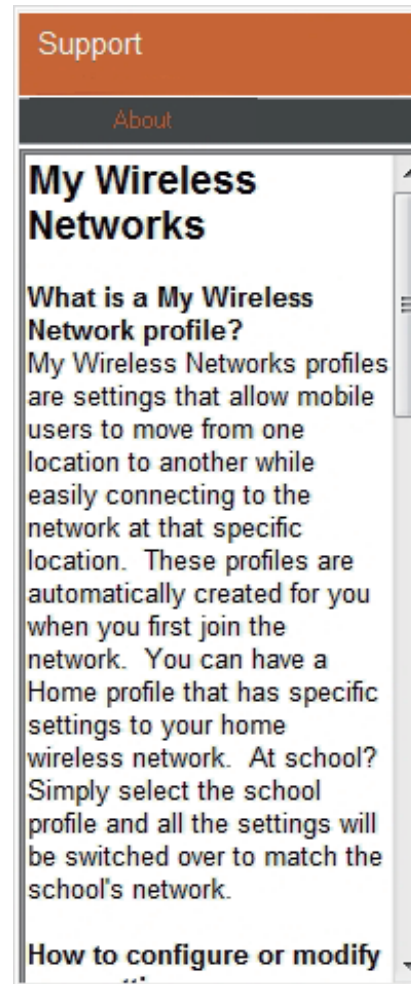 Support
About
My Wireless
Networks
What is a My Wireless
Network profile?
My Wireless Networks profiles
are settings that allow mobile
users to move from one
location to another while
easily connecting to the
network at that specific
location.  These profiles are
automatically created for you
when you first join the
network.  You can have a
Home profile that has specific
settings to your home
wireless network.  At school?
Simply select the school
profile and all the settings will
be switched over to match the
school's network.
How to configure or modify